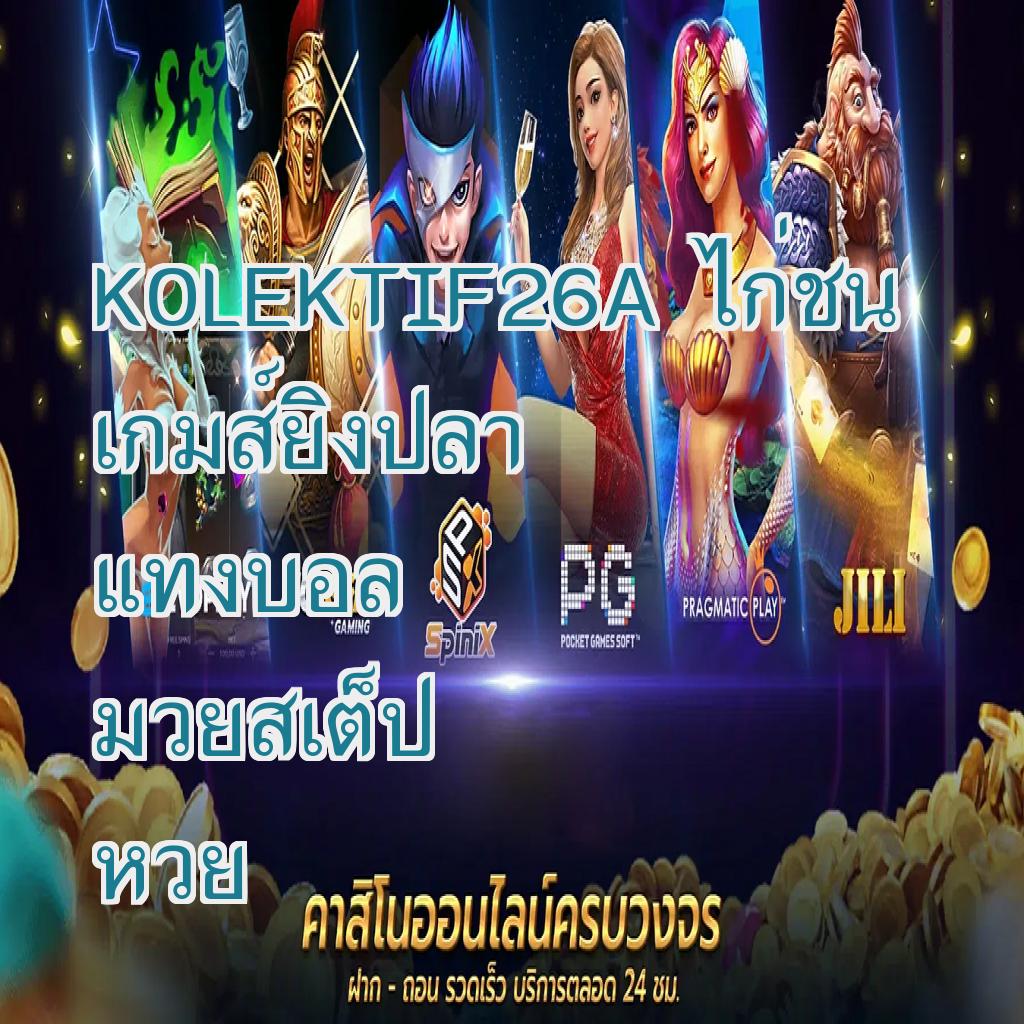 KOLEKTIF26A ไก่ชน
เกมส์ยิงปลา
แทงบอล
มวยสเต็ป
หวย
+GAMING
SpiniX
PG
POCKET GAMES SOFT™
PRAGMATIC PLAY™
JILI
คาสิโนออนไลน์ครบวงจร
ฝาก - ถอน รวดเร็ว บริการตลอด 24 ชม.